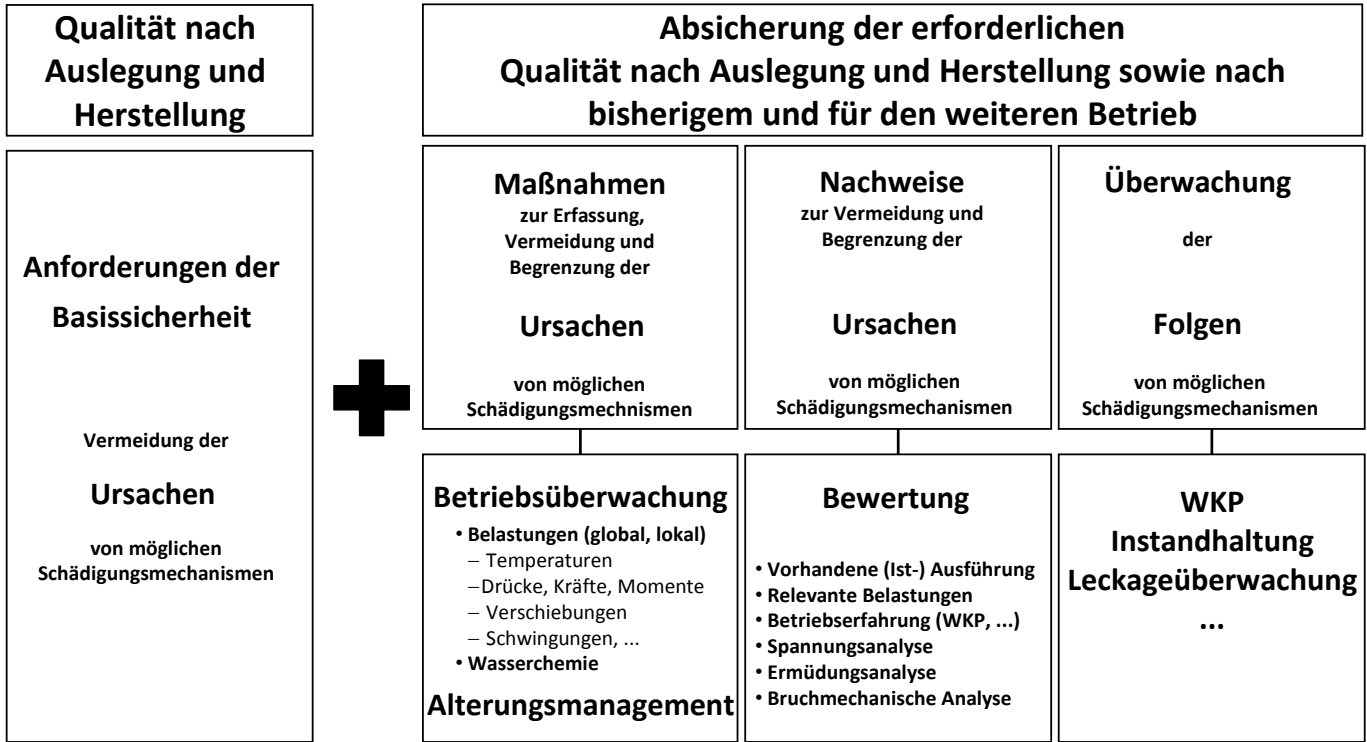 Qualität nach
Auslegung und
Herstellung
Absicherung der erforderlichen
Qualität nach Auslegung und Herstellung sowie nach
bisherigem und für den weiteren Betrieb
Anforderungen der
Basissicherheit
Vermeidung der
Ursachen
von möglichen
Schädigungsmechanismen
Maßnahmen
zur Erfassung,
Vermeidung und
Begrenzung der
Ursachen
von möglichen
Schädigungsmechnismen
Nachweise
zur Vermeidung und
Begrenzung der
Ursachen
von möglichen
Schädigungsmechanismen
Überwachung
der
Folgen
von möglichen
Schädigungsmechanismen
Betriebsüberwachung
• Belastungen (global, lokal)
– Temperaturen
–Drücke, Kräfte, Momente
– Verschiebungen
– Schwingungen, ...
• Wasserchemie
Alterungsmanagement
Bewertung
• Vorhandene (Ist-) Ausführung
• Relevante Belastungen
• Betriebserfahrung (WKP, ...)
• Spannungsanalyse
• Ermüdungsanalyse
• Bruchmechanische Analyse
WKP
Instandhaltung
Leckageüberwachung
...